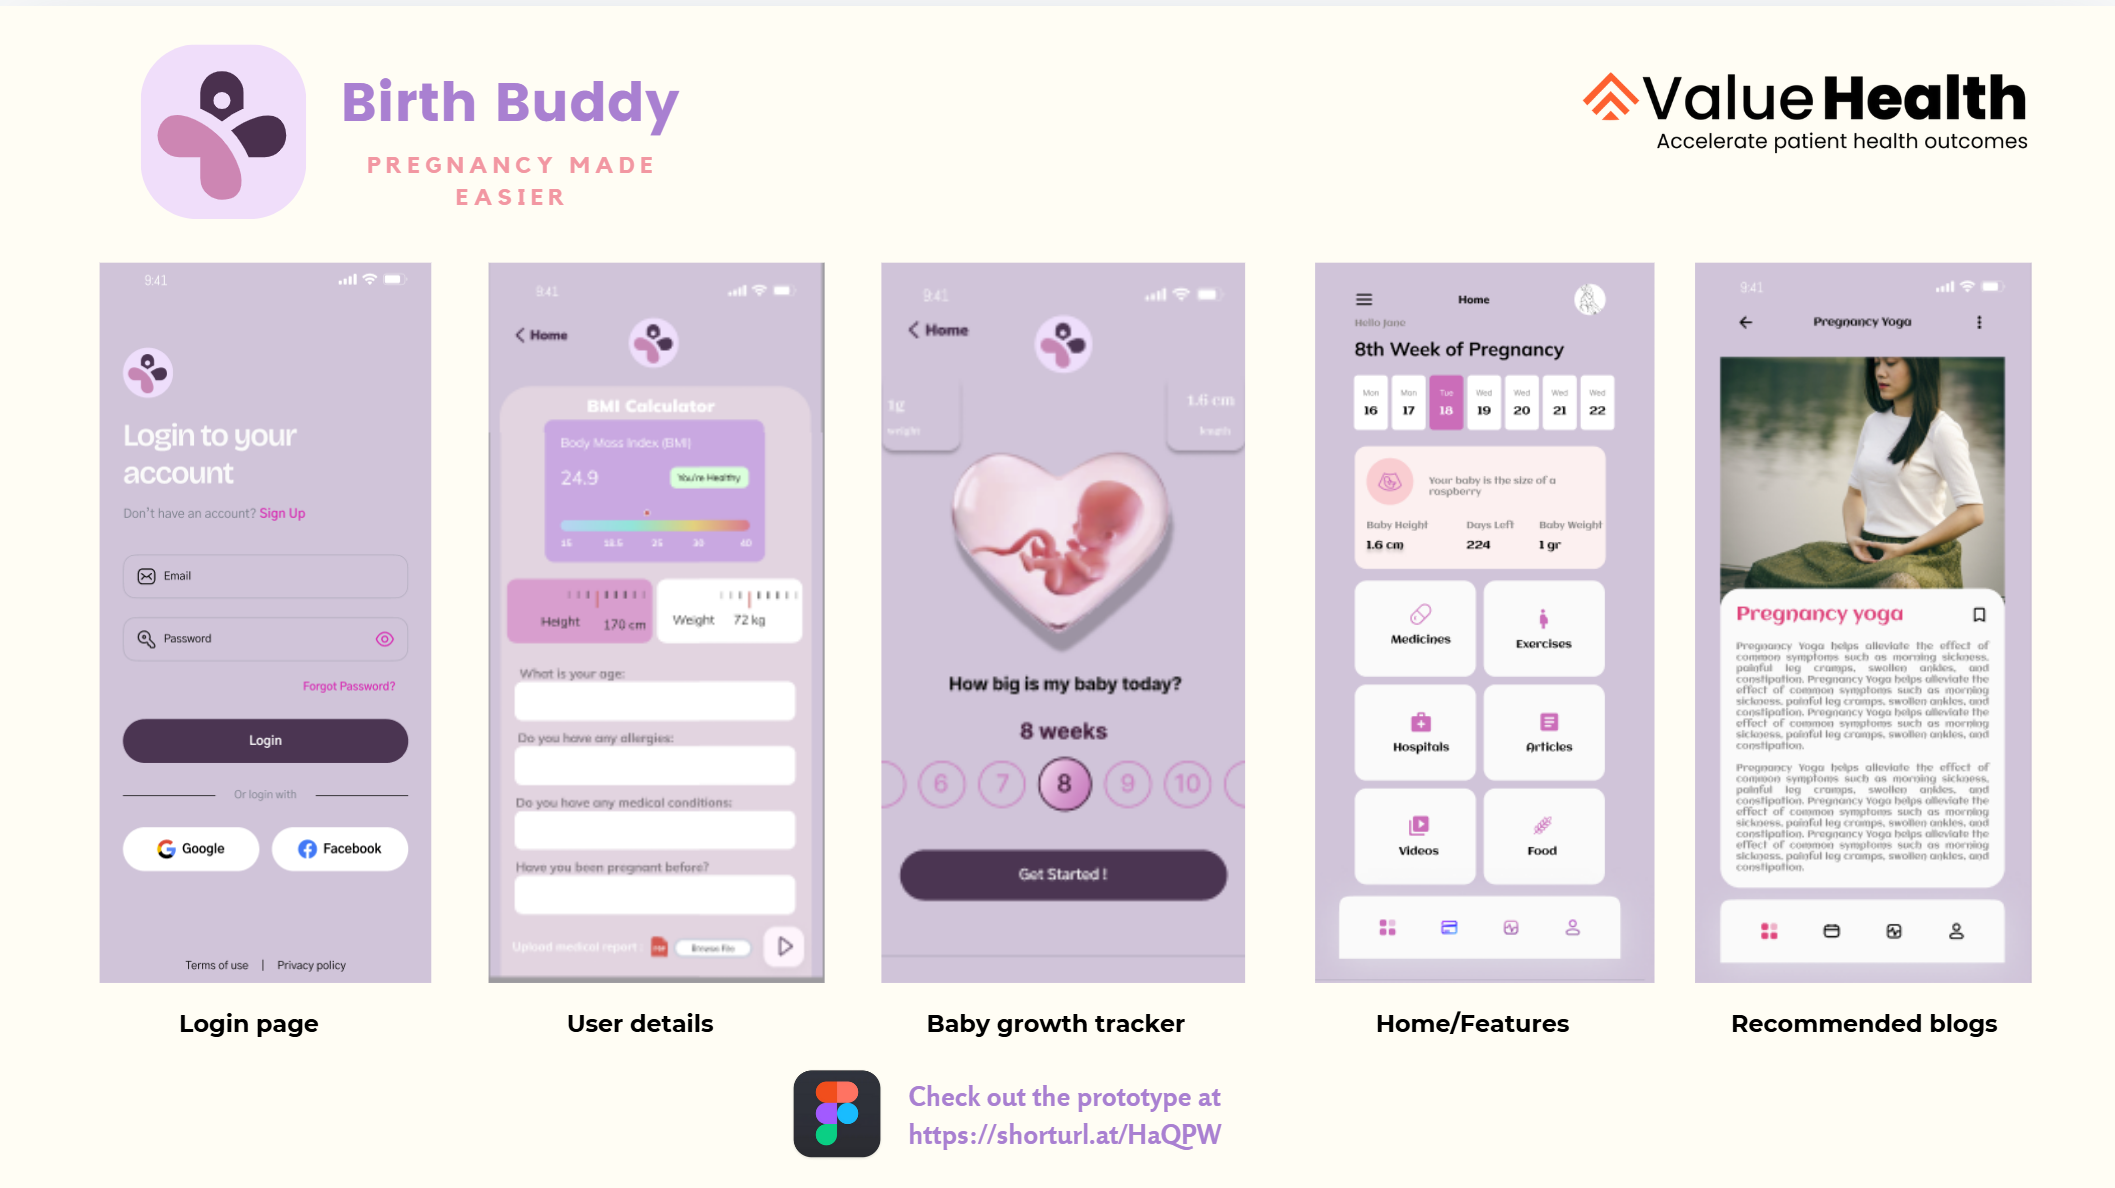 Birth Buddy
PREGNANCY MADE
EASIER
ValueHealth
Accelerate patient health outcomes
9:41
Login to your
account
Don't have an account? Sign Up
Email
Password
Forgot Password?
Login
Or login with
Google
Facebook
Terms of use | Privacy policy
Login page
9:41
Home
BMI Calculator
Body Mass Index (BMI)
24.9
You're Healthy
15 18.5 25 30 40
Height 170 cm
Weight 72 kg
What is your age:
Do you have any allergies:
Do you have any medical conditions:
Have you been pregnant before?
Upload medical report :
PDF
Browse File
User details
9:41
Home
1g
weight
1.6 cm
length
How big is my baby today?
8 weeks
6 7 8 9 10
Get Started !
Baby growth tracker
Home
Hello Jane
8th Week of Pregnancy
Mon Mon Tue Wed Wed Wed Wed
16 17 18 19 20 21 22
Your baby is the size of a
raspberry
Baby Height Days Left Baby Weight
1.6 cm 224 1 gr
Medicines
Exercises
Hospitals
Articles
Videos
Food
Home/Features
9:41
Pregnancy Yoga
Pregnancy yoga
Pregnancy Yoga helps alleviate the effect of
common symptoms such as morning sickness,
painful leg cramps, swollen ankles, and
constipation. Pregnancy Yoga helps alleviate the
effect of common symptoms such as morning
sickness, painful leg cramps, swollen ankles, and
constipation. Pregnancy Yoga helps alleviate the
effect of common symptoms such as morning
sickness, painful leg cramps, swollen ankles, and
constipation.
Pregnancy Yoga helps alleviate the effect of
common symptoms such as morning sickness,
painful leg cramps, swollen ankles, and
constipation. Pregnancy Yoga helps alleviate the
effect of common symptoms such as morning
sickness, painful leg cramps, swollen ankles, and
constipation. Pregnancy Yoga helps alleviate the
effect of common symptoms such as morning
sickness, painful leg cramps, swollen ankles, and
constipation.
Recommended blogs
Check out the prototype at
https://shorturl.at/HaQPW